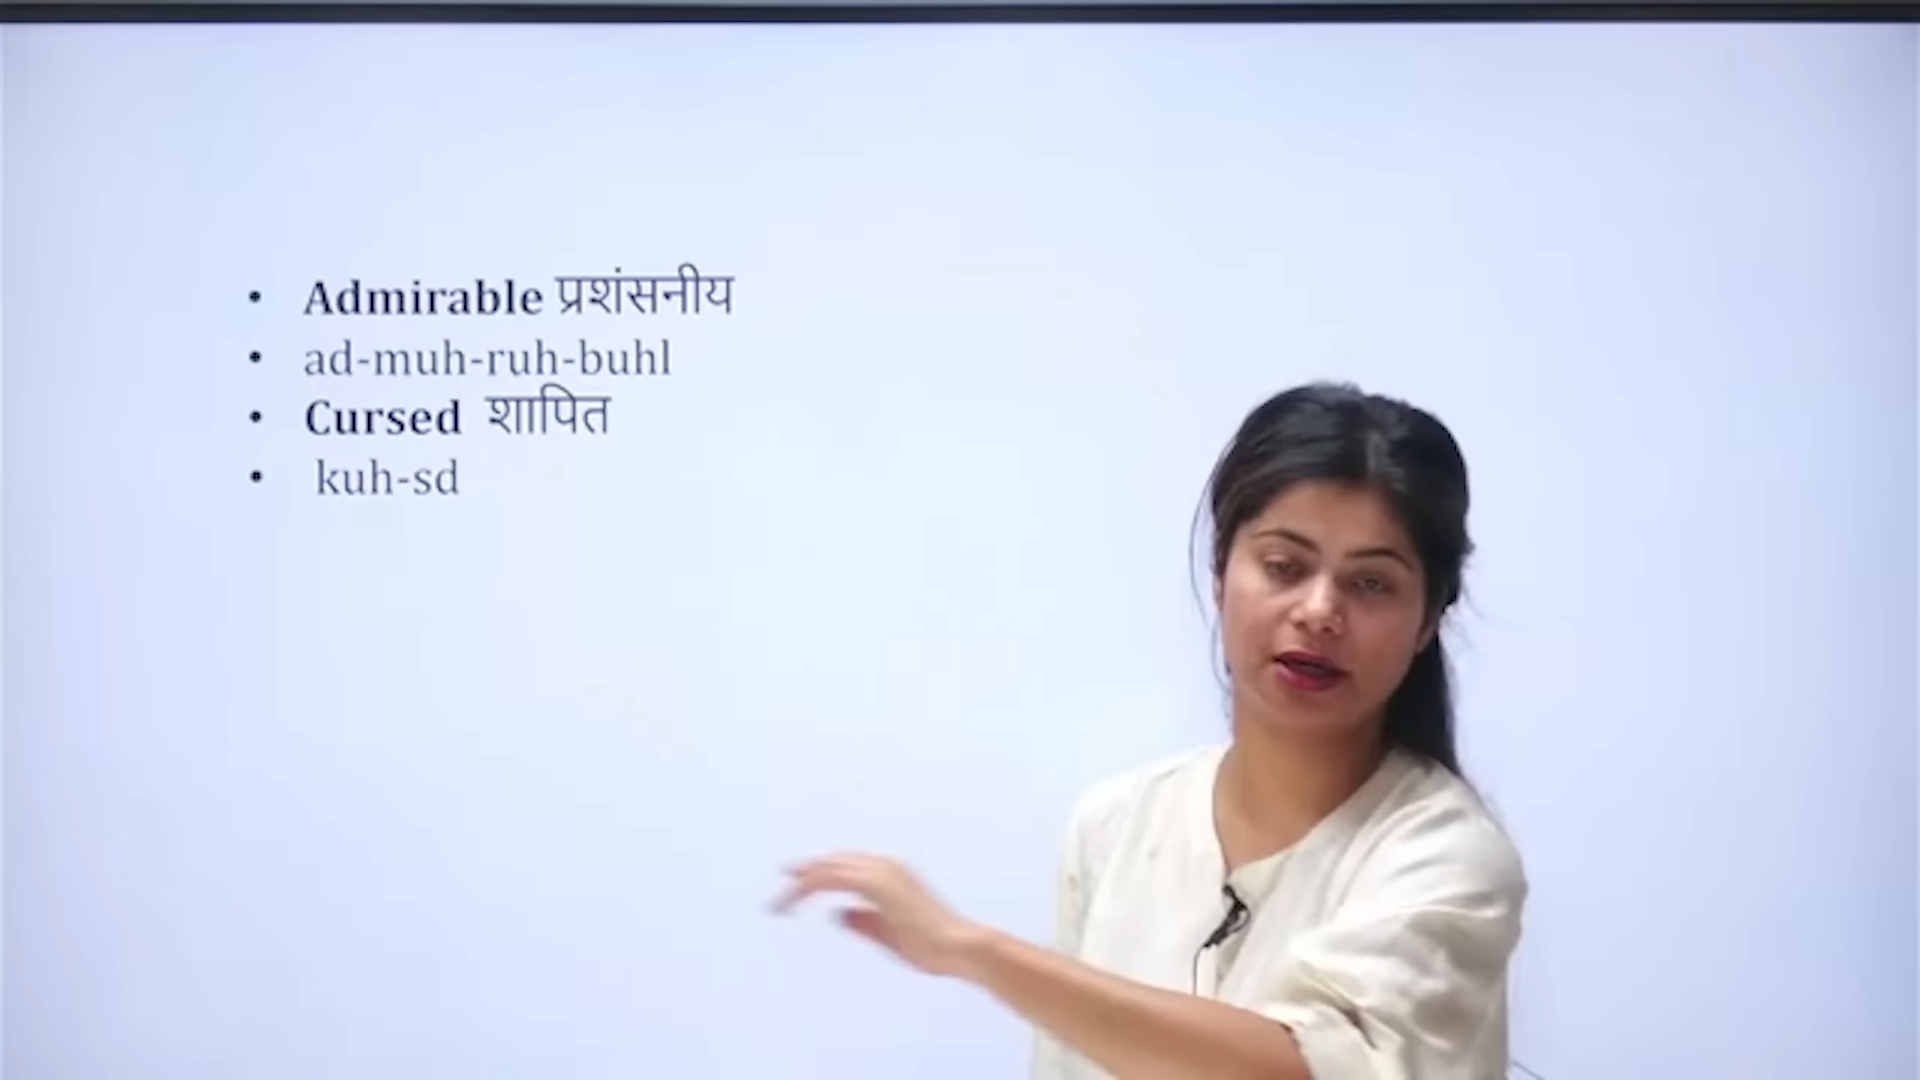 • Admirable प्रशंसनीय
• ad-muh-ruh-buhl
• Cursed शापित
• kuh-sd